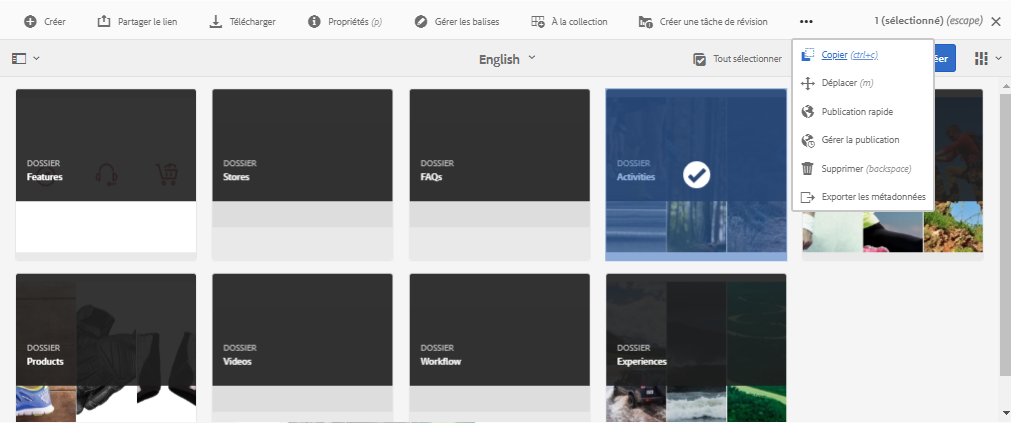 Créer
Partager le lien
Télécharger
Propriétés (p)
Gérer les balises
À la collection
Créer une tâche de révision
1 (sélectionné) (escape)
English
Tout sélectionner
éer
Copier (ctrl+c)
Déplacer (m)
Publication rapide
Gérer la publication
Supprimer (backspace)
Exporter les métadonnées
DOSSIER
Features
DOSSIER
Stores
DOSSIER
FAQs
DOSSIER
Activities
DOSSIER
Products
DOSSIER
Videos
DOSSIER
Workflow
DOSSIER
Experiences